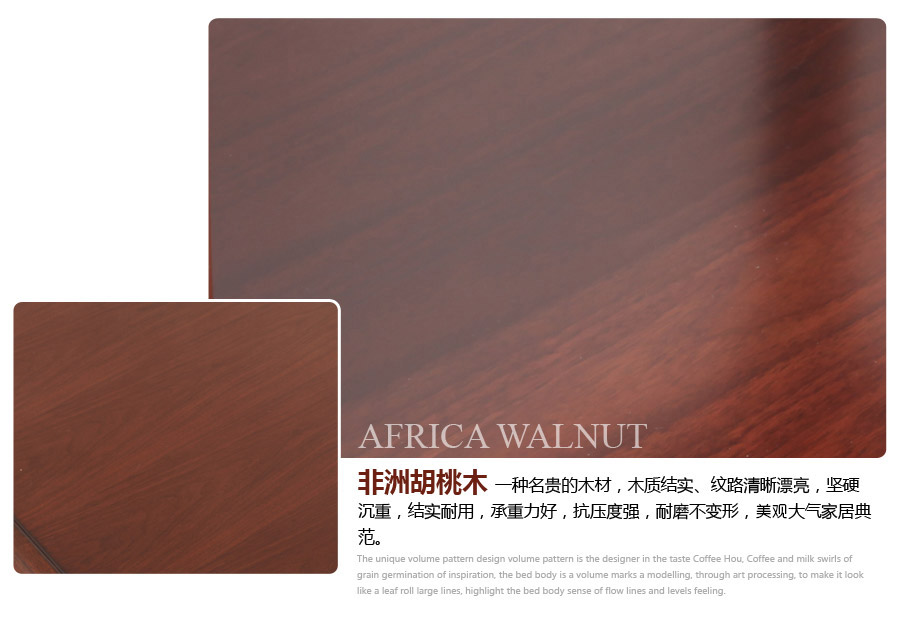 AFRICA WALNUT
非洲胡桃木 一种名贵的木材，木质结实、纹路清晰漂亮，坚硬
沉重，结实耐用，承重力好，抗压度强，耐磨不变形，美观大气家居典
范。
The unique volume pattern design volume pattern is the designer in the taste Coffee Hou, Coffee and milk swirls of
grain germination of inspiration, the bed body is a volume marks a modelling, through art processing, to make it look
like a leaf roll large lines, highlight the bed body sense of flow lines and levels feeling.